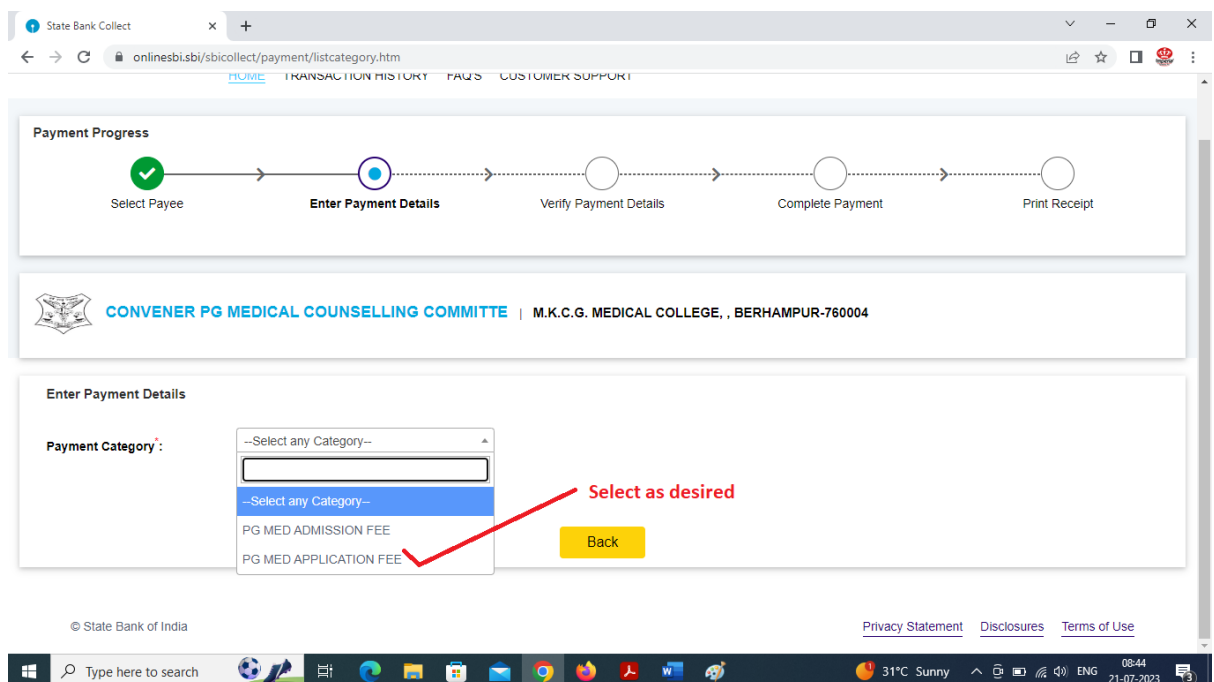 State Bank Collect
onlinesbi.sbi/sbicollect/payment/listcategory.htm
HOME TRANSACTION HISTORY FAQ'S CUSTOMER SUPPORT
Payment Progress
Select Payee Enter Payment Details Verify Payment Details Complete Payment Print Receipt
CONVENER PG MEDICAL COUNSELLING COMMITTE | M.K.C.G. MEDICAL COLLEGE, , BERHAMPUR-760004
Enter Payment Details
Payment Category*: --Select any Category--
--Select any Category--
Select as desired
PG MED ADMISSION FEE
Back
PG MED APPLICATION FEE
© State Bank of India Privacy Statement Disclosures Terms of Use
Type here to search 31°C Sunny ENG 08:44
21-07-2023